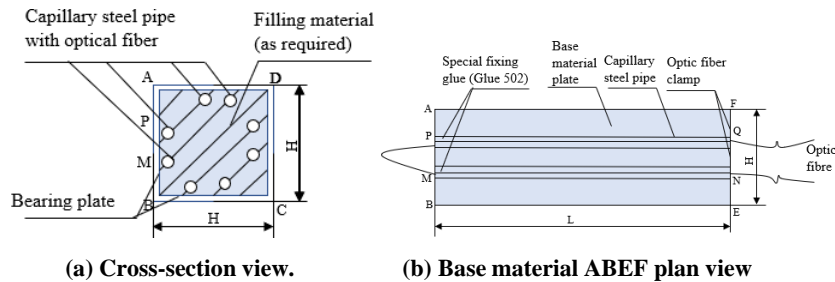 Capillary steel pipe
with optical fiber
Filling material
(as required)
A
D
P
M
H
Bearing plate
B
C
H
(a) Cross-section view.
Special fixing
glue (Glue 502)
Base
material
plate
Capillary
steel pipe
Optic fiber
clamp
A
F
P
Q
H
Optic
fibre
M
N
B
E
L
(b) Base material ABEF plan view